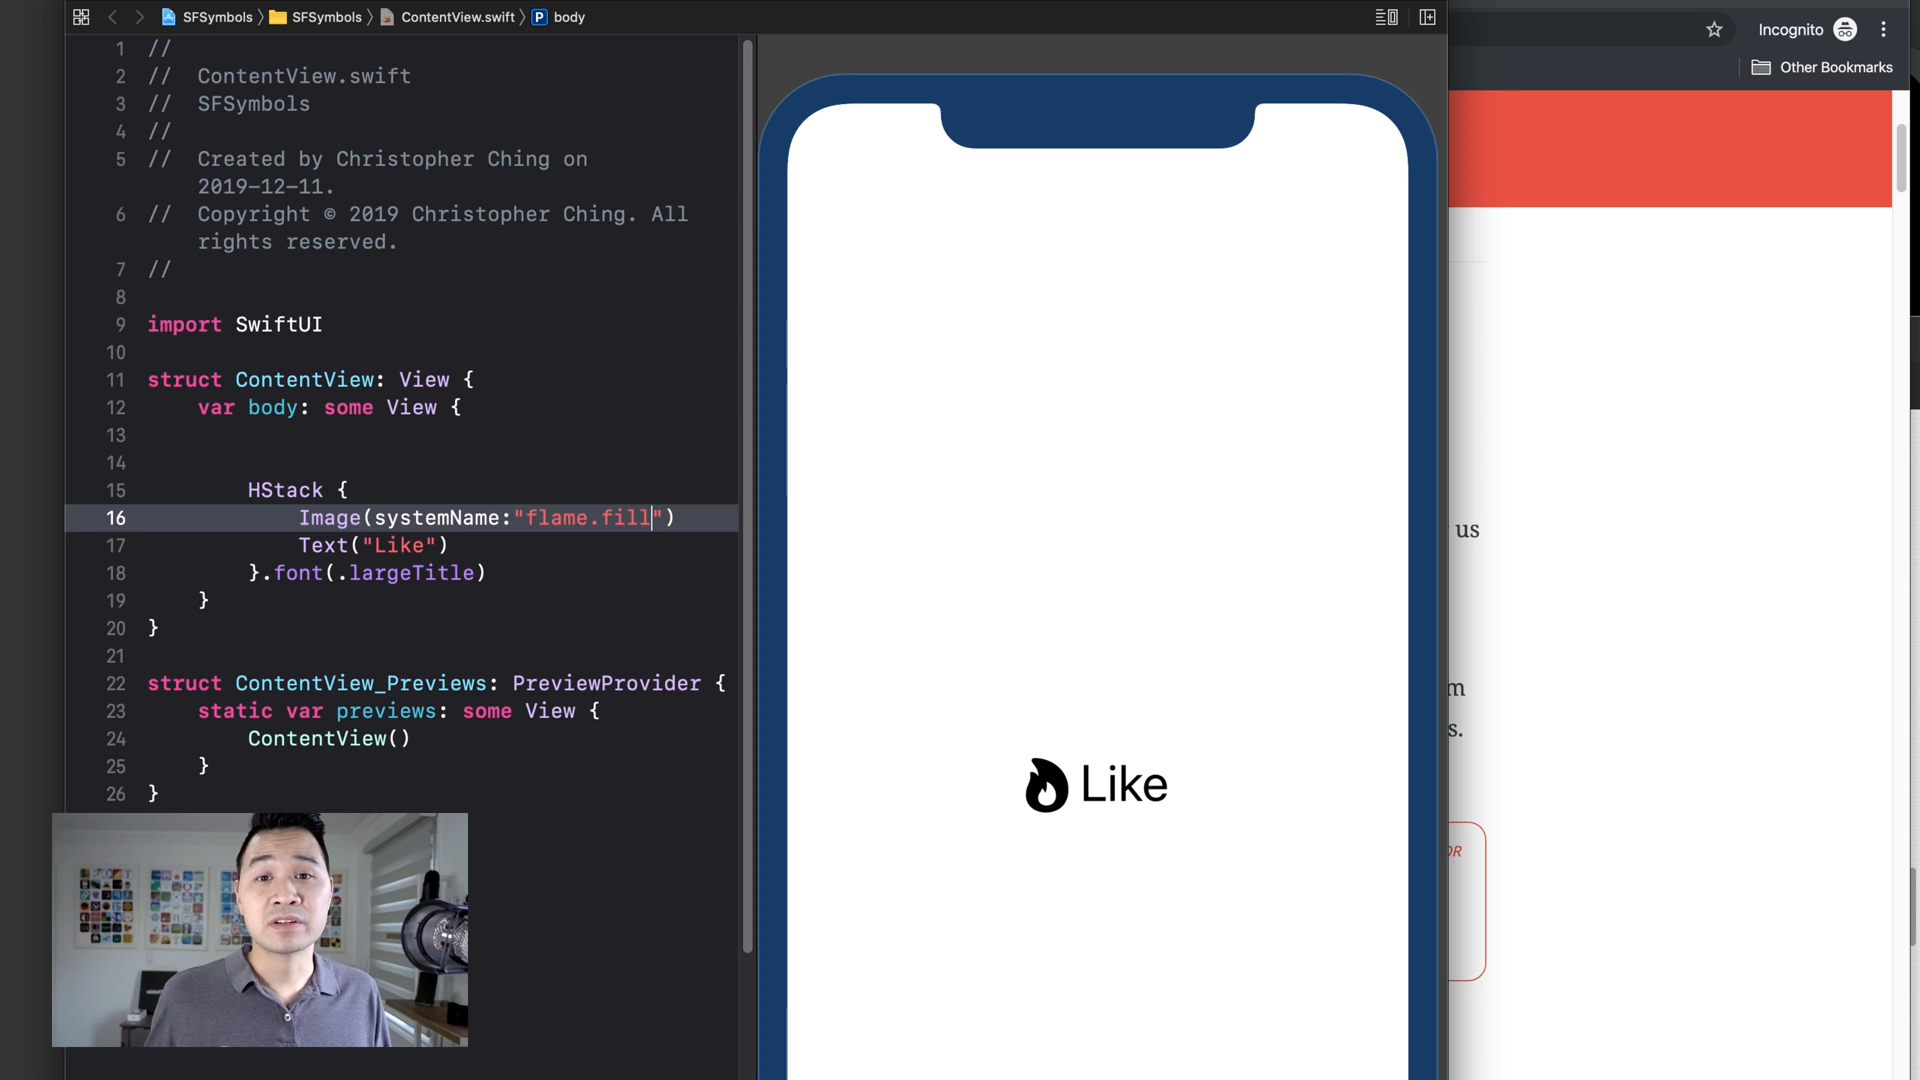 SFSymbols
SFSymbols
ContentView.swift
P body
1 //
2 // ContentView.swift
3 // SFSymbols
4 //
5 // Created by Christopher Ching on
2019-12-11.
6 // Copyright © 2019 Christopher Ching. All
rights reserved.
7 //
8
9 import SwiftUI
10
11 struct ContentView: View {
12 var body: some View {
13
14
15 HStack {
16 Image(systemName:"flame.fill")
17 Text("Like")
18 }.font(.largeTitle)
19 }
20 }
21
22 struct ContentView_Previews: PreviewProvider {
23 static var previews: some View {
24 ContentView()
25 }
26 }
Like
Incognito
Other Bookmarks
us
m
s.
OR